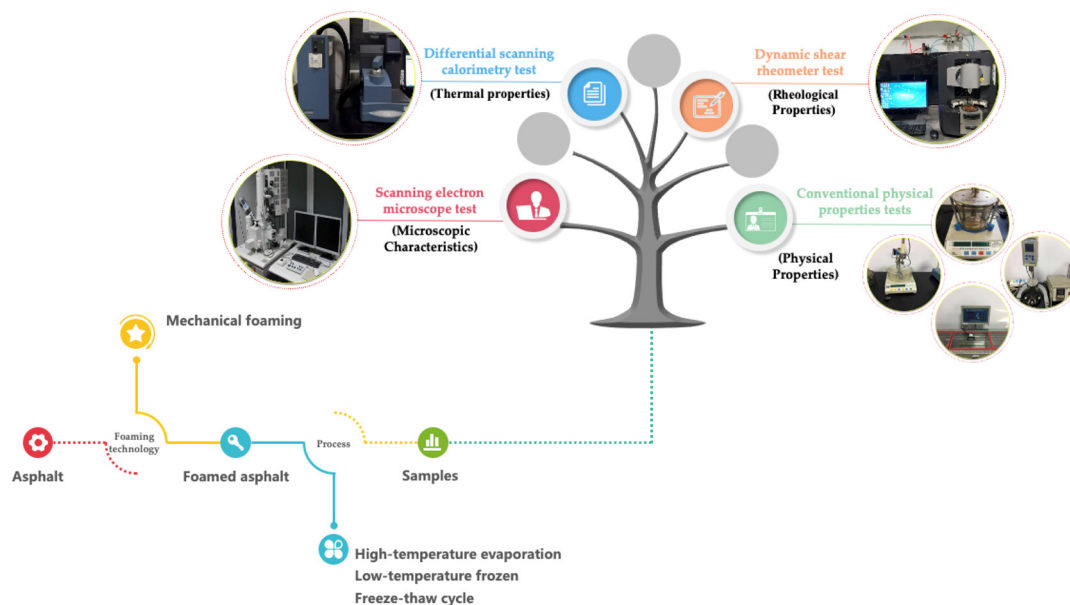 Differential scanning
calorimetry test
(Thermal properties)
Dynamic shear
rheometer test
(Rheological
Properties)
Scanning electron
microscope test
(Microscopic
Characteristics)
Conventional physical
properties tests
(Physical
Properties)
Mechanical foaming
Foaming
technology
Process
Asphalt
Foamed asphalt
Samples
High-temperature evaporation
Low-temperature frozen
Freeze-thaw cycle